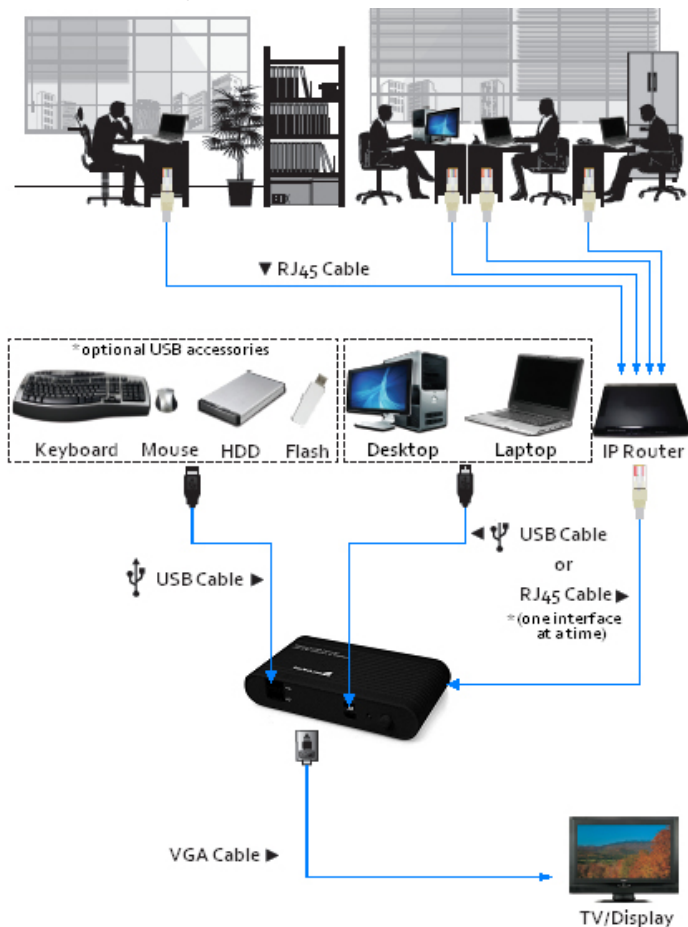 ▼ RJ45 Cable
*optional USB accessories
Keyboard Mouse HDD Flash
Desktop Laptop
IP Router
USB Cable ▶
◀ USB Cable
or
RJ45 Cable ▶
*(one interface
at a time)
VGA Cable ▶
TV/Display